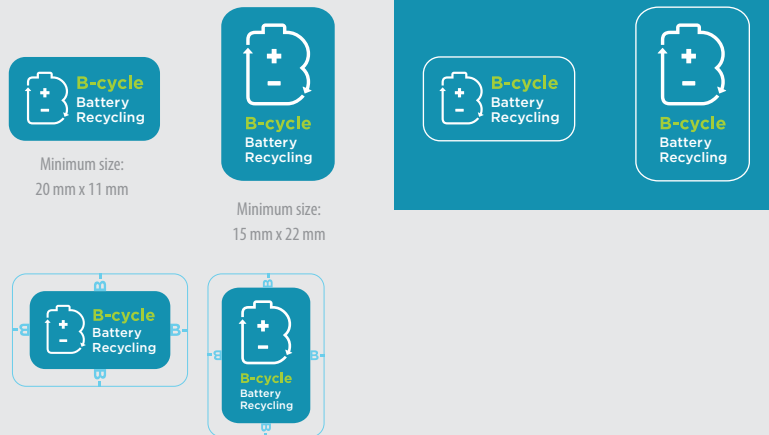 B-cycle
Battery
Recycling
Minimum size:
20 mm x 11 mm
B-cycle
Battery
Recycling
Minimum size:
15 mm x 22 mm
B-cycle
Battery
Recycling
B-cycle
Battery
Recycling
B-
B-
B-cycle
Battery
Recycling
B-
B-
B-
B-
B-cycle
Battery
Recycling
B-
B-